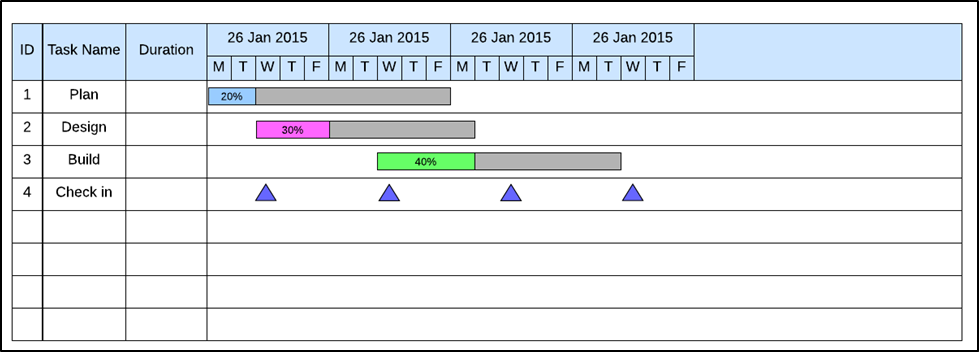 ID Task Name Duration 26 Jan 2015 26 Jan 2015 26 Jan 2015 26 Jan 2015
M T W T F M T W T F M T W T F M T W T F
1 Plan 20%
2 Design 30%
3 Build 40%
4 Check in